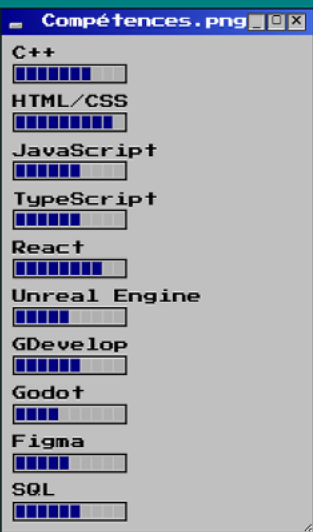 Compétences.png
C++
HTML/CSS
JavaScript
TypeScript
React
Unreal Engine
GDevelop
Godot
Figma
SQL